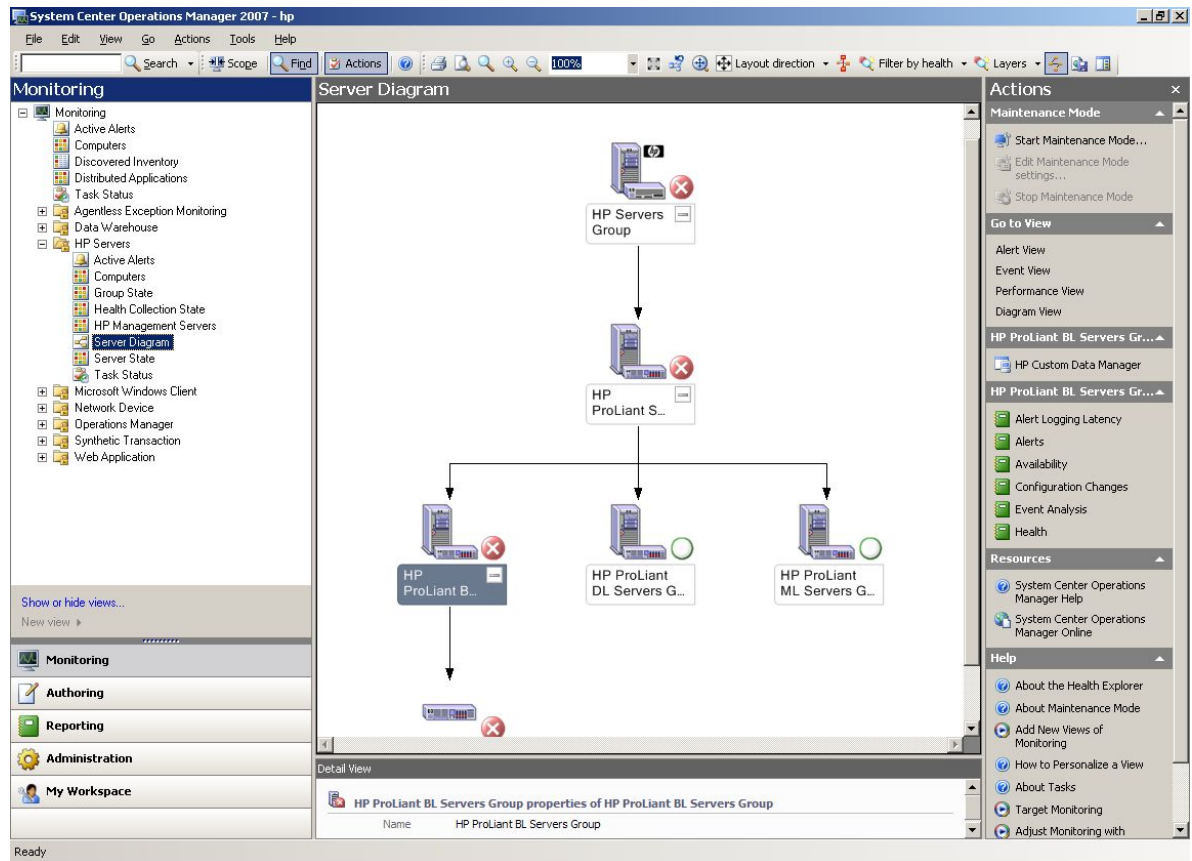 System Center Operations Manager 2007 - hp
File Edit View Go Actions Tools Help
Search Scope Find Actions 100% Layout direction Filter by health Layers
Monitoring
Monitoring
Active Alerts
Computers
Discovered Inventory
Distributed Applications
Task Status
Agentless Exception Monitoring
Data Warehouse
HP Servers
Active Alerts
Computers
Group State
Health Collection State
HP Management Servers
Server Diagram
Server State
Task Status
Microsoft Windows Client
Network Device
Operations Manager
Synthetic Transaction
Web Application
Show or hide views...
New view
Monitoring
Authoring
Reporting
Administration
My Workspace
Server Diagram
hp
HP Servers
Group
HP
ProLiant S...
HP
ProLiant B...
HP ProLiant
DL Servers G...
HP ProLiant
ML Servers G...
Detail View
HP ProLiant BL Servers Group properties of HP ProLiant BL Servers Group
Name HP ProLiant BL Servers Group
Actions
Maintenance Mode
Start Maintenance Mode...
Edit Maintenance Mode
settings...
Stop Maintenance Mode
Go to View
Alert View
Event View
Performance View
Diagram View
HP ProLiant BL Servers Gr...
HP Custom Data Manager
HP ProLiant BL Servers Gr...
Alert Logging Latency
Alerts
Availability
Configuration Changes
Event Analysis
Health
Resources
System Center Operations
Manager Help
System Center Operations
Manager Online
Help
About the Health Explorer
About Maintenance Mode
Add New Views of
Monitoring
How to Personalize a View
About Tasks
Target Monitoring
Adjust Monitoring with
Ready